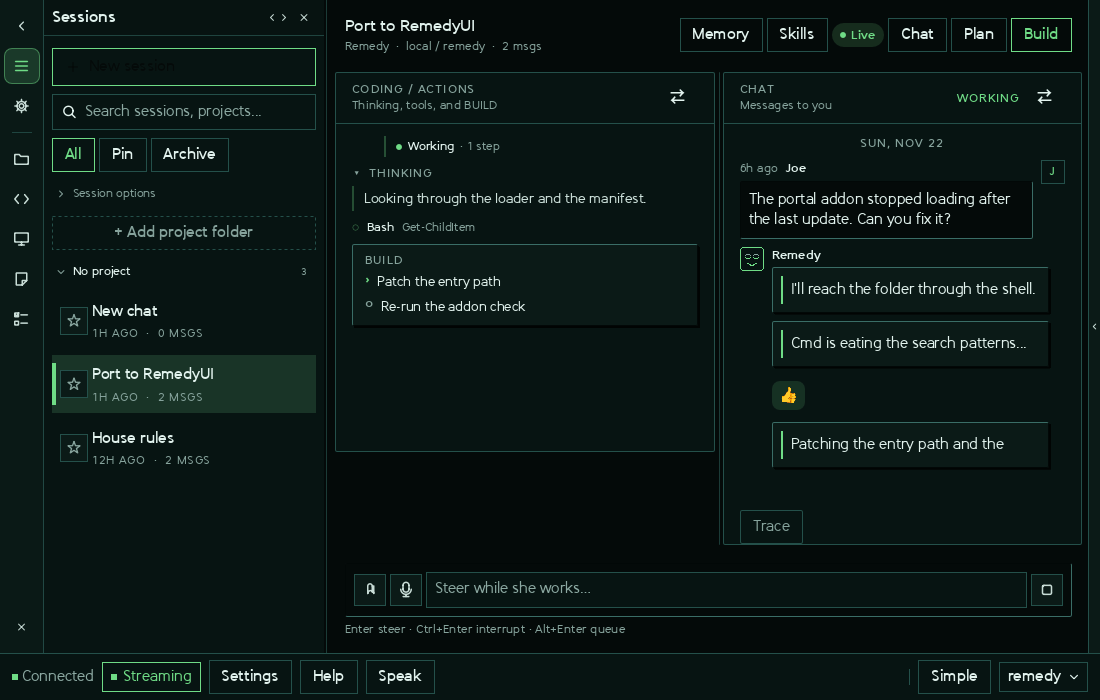 Sessions
+ New session
Search sessions, projects...
All
Pin
Archive
Session options
+ Add project folder
No project
3
New chat
1H AGO · 0 MSGS
Port to RemedyUI
1H AGO · 2 MSGS
House rules
12H AGO · 2 MSGS
Port to RemedyUI
Remedy · local / remedy · 2 msgs
Memory
Skills
Live
Chat
Plan
Build
CODING / ACTIONS
Thinking, tools, and BUILD
Working · 1 step
THINKING
Looking through the loader and the manifest.
Bash Get-ChildItem
BUILD
Patch the entry path
Re-run the addon check
CHAT
Messages to you
WORKING
SUN, NOV 22
6h ago Joe
J
The portal addon stopped loading after
the last update. Can you fix it?
Remedy
I'll reach the folder through the shell.
Cmd is eating the search patterns...
👍
Patching the entry path and the
Trace
Steer while she works...
Enter steer · Ctrl+Enter interrupt · Alt+Enter queue
Connected
Streaming
Settings
Help
Speak
Simple
remedy